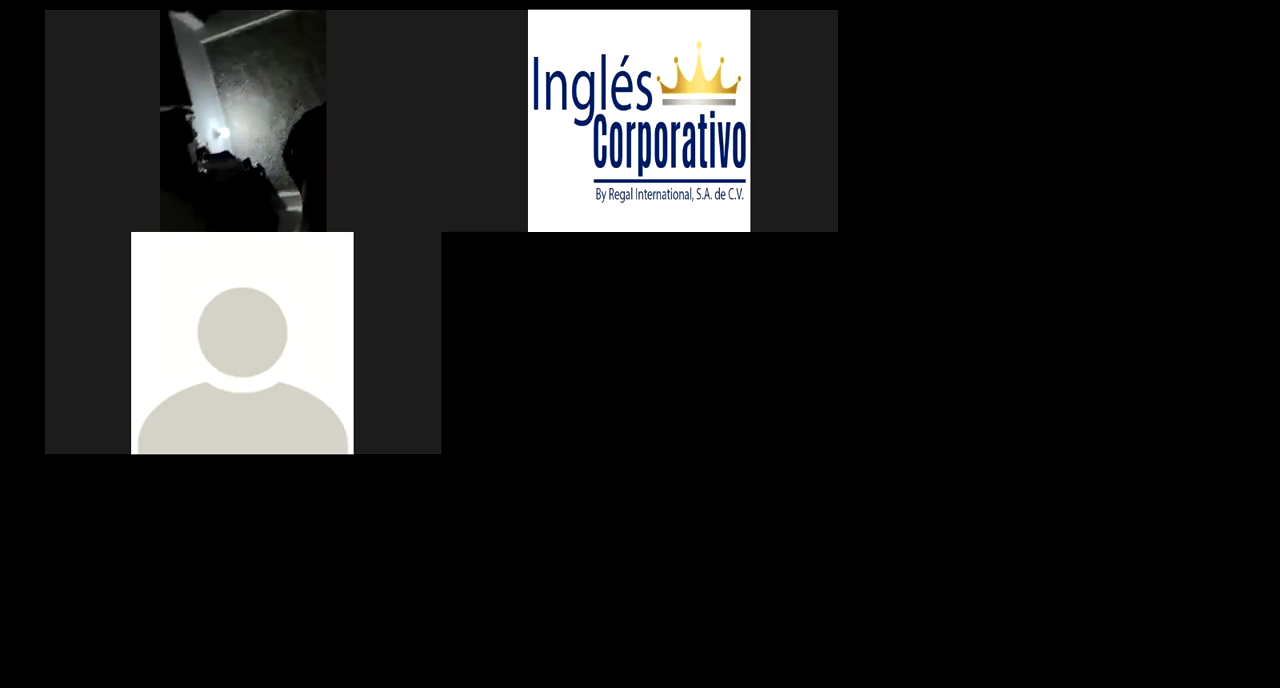 Inglés
Corporativo
By Regal International, S.A. de C.V.